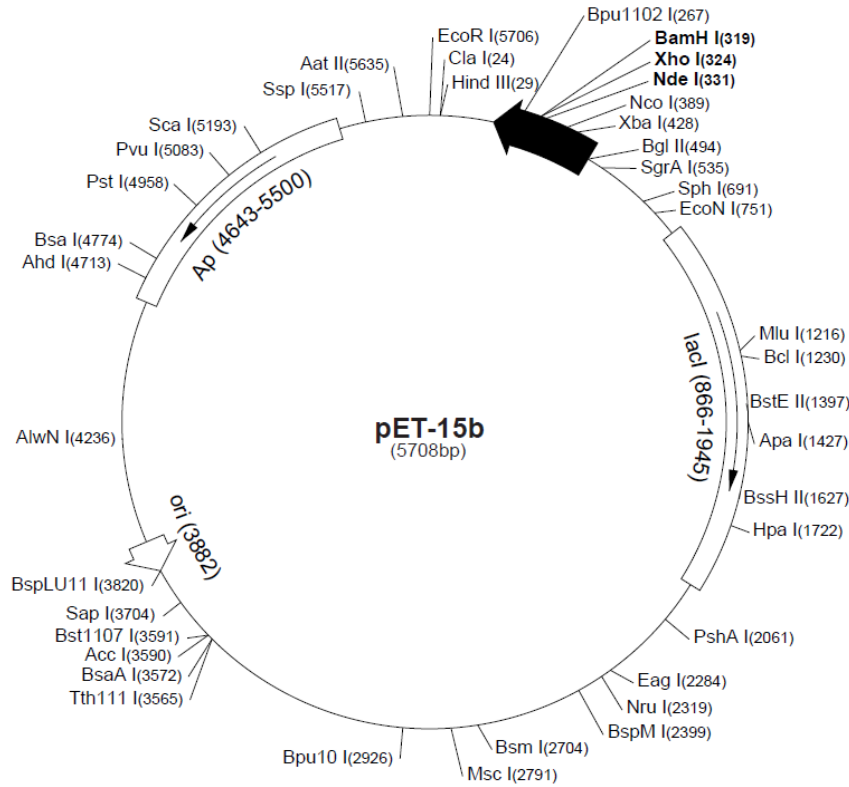 EcoR I(5706)
Cla I(24)
Hind III(29)
Bpu1102 I(267)
BamH I(319)
Xho I(324)
Nde I(331)
Nco I(389)
Xba I(428)
Bgl II(494)
SgrA I(535)
Sph I(691)
EcoN I(751)
lacI (866-1945)
Mlu I(1216)
Bcl I(1230)
BstE II(1397)
Apa I(1427)
BssH II(1627)
Hpa I(1722)
PshA I(2061)
Eag I(2284)
Nru I(2319)
BspM I(2399)
Bsm I(2704)
Msc I(2791)
Bpu10 I(2926)
Tth111 I(3565)
BsaA I(3572)
Acc I(3590)
Bst1107 I(3591)
Sap I(3704)
BspLU11 I(3820)
ori (3882)
AlwN I(4236)
Ahd I(4713)
Bsa I(4774)
Ap (4643-5500)
Pst I(4958)
Pvu I(5083)
Sca I(5193)
Ssp I(5517)
Aat II(5635)
pET-15b
(5708bp)